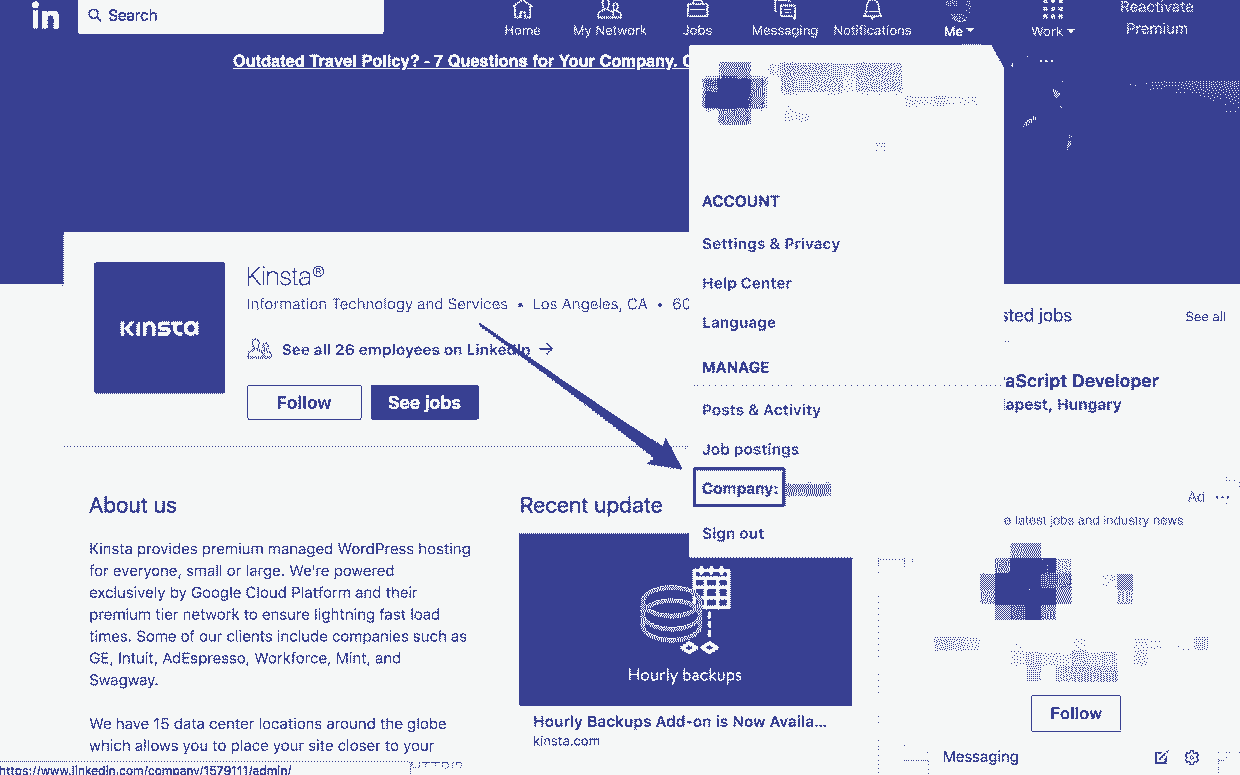 in
Search
Home
My Network
Jobs
Messaging
Notifications
Me
Work
Reactivate
Premium
Outdated Travel Policy? - 7 Questions for Your Company.
ACCOUNT
Settings & Privacy
Help Center
Language
MANAGE
Posts & Activity
Job postings
Company:
Sign out
KINSTA
Kinsta®
Information Technology and Services • Los Angeles, CA • 60
See all 26 employees on LinkedIn →
Follow
See jobs
sted jobs
See all
aScript Developer
apest, Hungary
About us
Kinsta provides premium managed WordPress hosting
for everyone, small or large. We're powered
exclusively by Google Cloud Platform and their
premium tier network to ensure lightning fast load
times. Some of our clients include companies such as
GE, Intuit, AdEspresso, Workforce, Mint, and
Swagway.
We have 15 data center locations around the globe
which allows you to place your site closer to your
Recent update
Hourly backups
Hourly Backups Add-on is Now Availa...
kinsta.com
Ad ...
e latest jobs and industry news
Follow
Messaging
https://www.linkedin.com/company/1579111/admin/